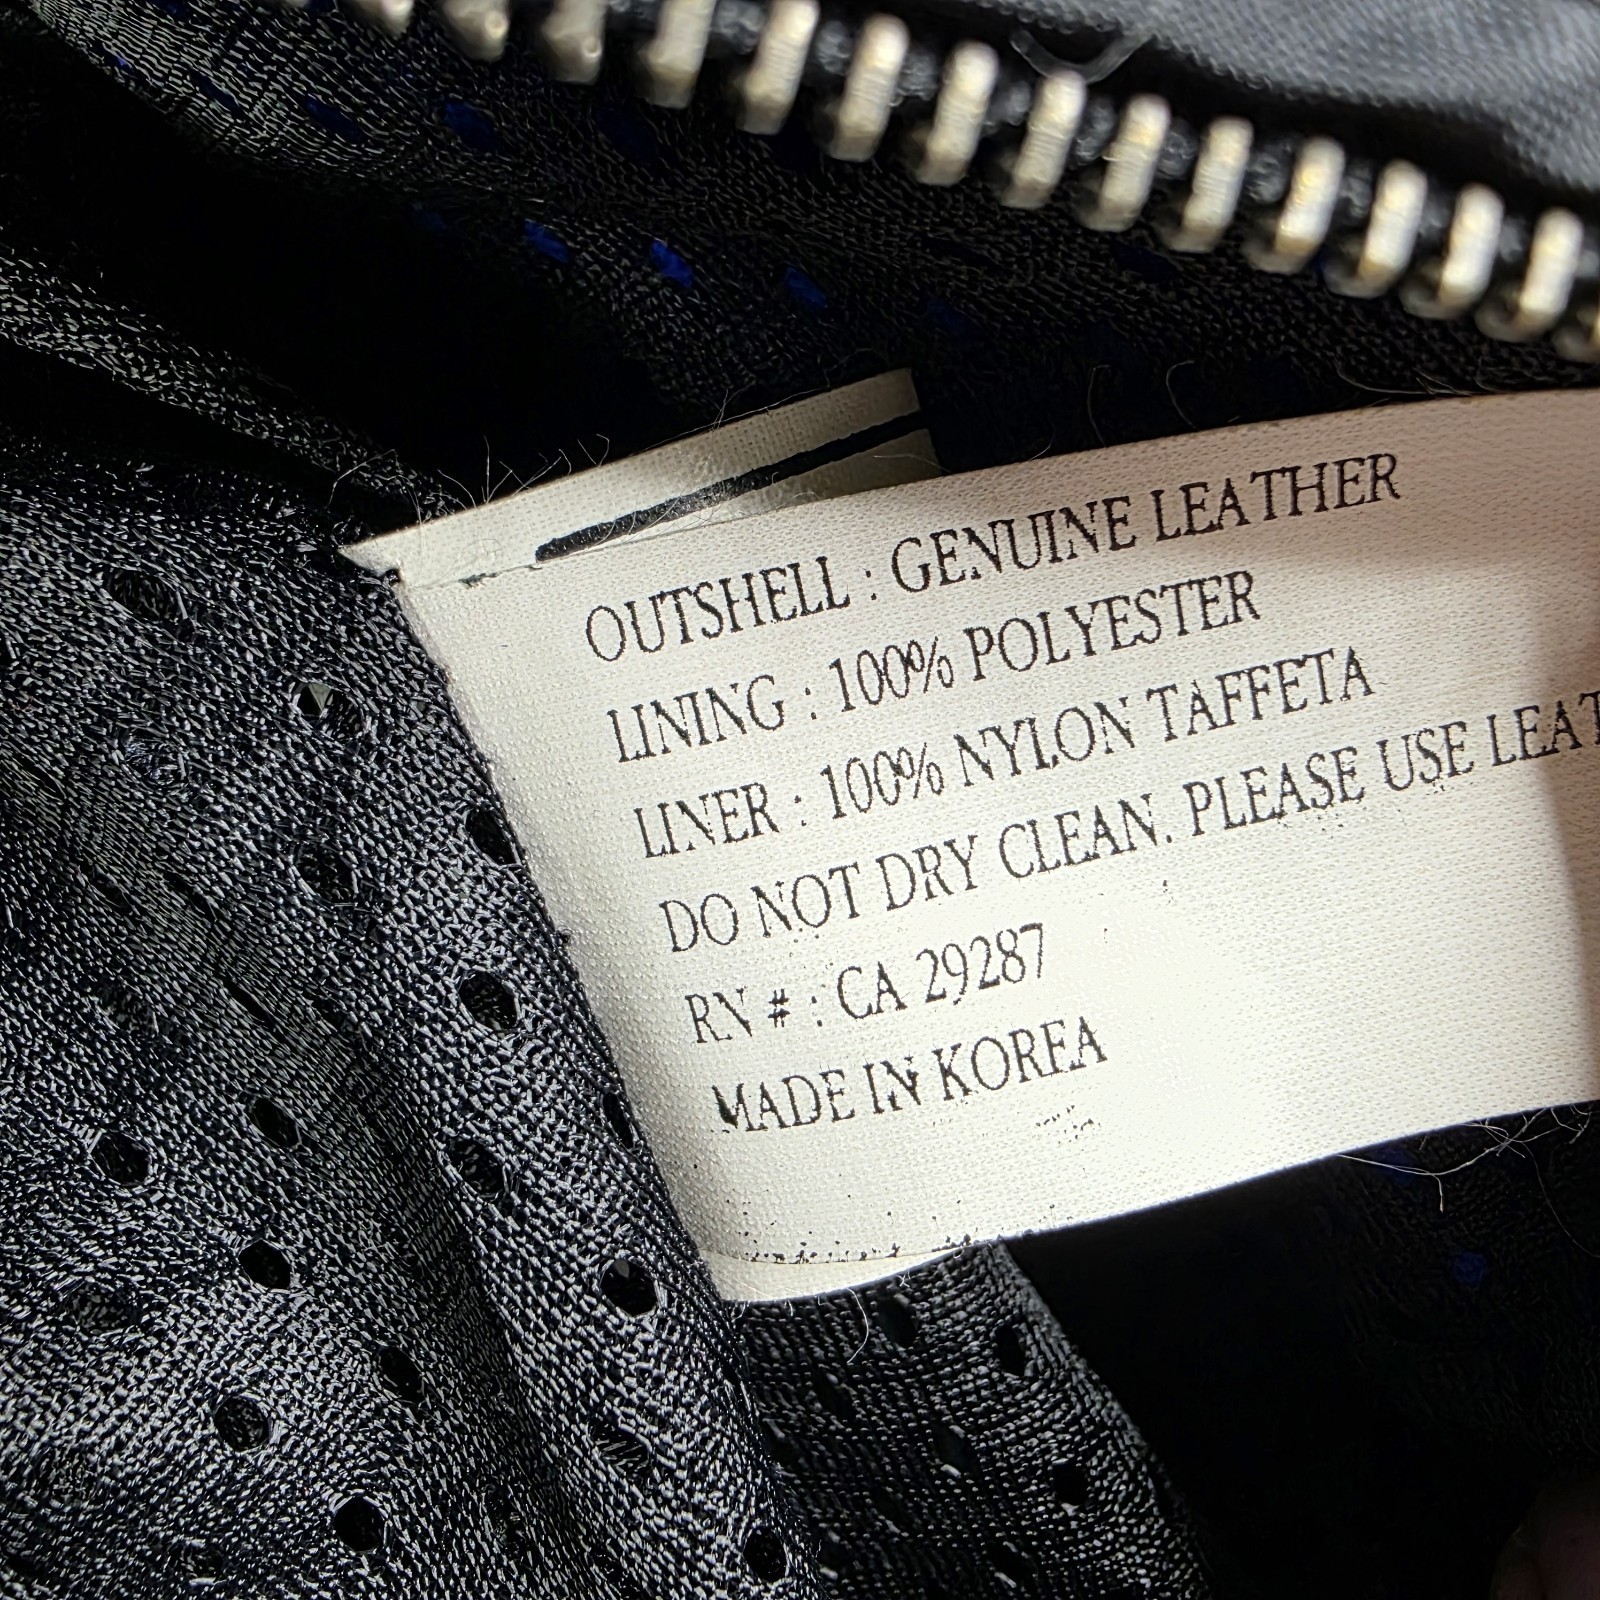 OUTSHELL : GENUINE LEATHER
LINING : 100% POLYESTER
LINER : 100% NYLON TAFFETA
DO NOT DRY CLEAN. PLEASE USE LEAT
RN # : CA 29287
MADE IN KOREA